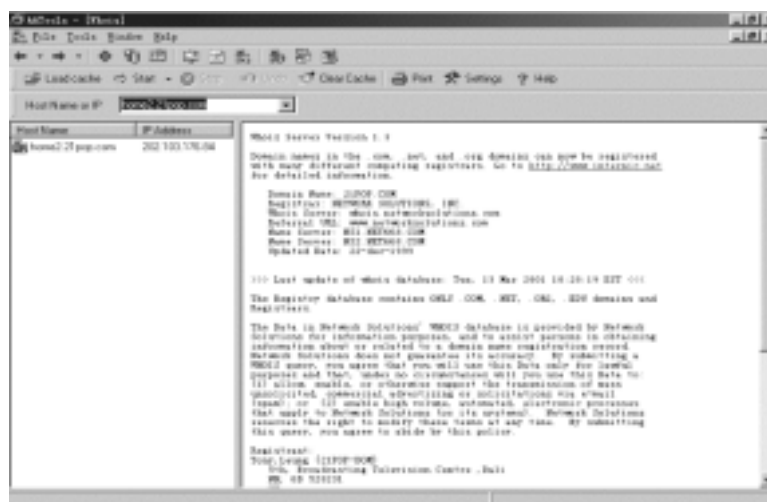 File Tools Window Help
Load cache Start Clear Cache Print Settings Help
Host Name or IP home2.21pop.com
Host Name IP Address
home2.21pop.com
Whois Server Version 1.3
Domain names in the .com, .net, and .org domains can now be registered
with many different competing registrars. Go to http://www.internic.net
for detailed information.
Domain Name: 21POP.COM
Registrar: NETWORK SOLUTIONS, INC.
Whois Server: whois.networksolutions.com
Referral URL: www.networksolutions.com
Name Server:
Name Server:
Updated Date:
>>> Last update of whois database: Tue, 13 Mar 2001 EST <<<
The Registry database contains ONLY .COM, .NET, .ORG, .EDU domains and
Registrars.
The Data in Network Solutions' WHOIS database is provided by Network
Solutions for information purposes, and to assist persons in obtaining
information about or related to a domain name registration record.
Network Solutions does not guarantee its accuracy. By submitting a
WHOIS query, you agree that you will use this Data only for lawful
purposes and that, under no circumstances will you use this Data to:
(1) allow, enable, or otherwise support the transmission of mass
unsolicited, commercial advertising or solicitations via e-mail
(spam); or (2) enable high volume, automated, electronic processes
that apply to Network Solutions (or its systems). Network Solutions
reserves the right to modify these terms at any time. By submitting
this query, you agree to abide by this policy.
Registrant:
Broadcasting Television Center